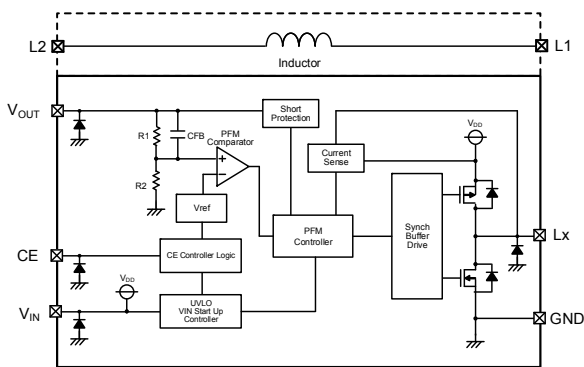 L2
L1
Inductor
VOUT
R1
CFB
R2
PFM
Comparator
Short
Protection
Current
Sense
VDD
Vref
PFM
Controller
Synch
Buffer
Drive
Lx
CE
CE Controller Logic
VDD
VIN
UVLO
VIN Start Up
Controller
GND